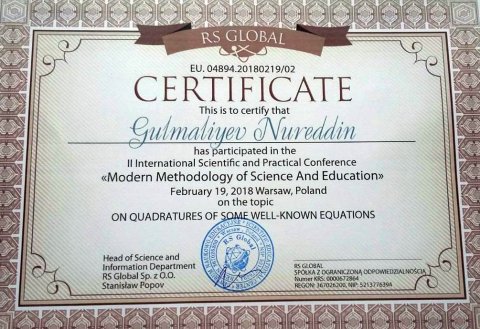 RS GLOBAL
EU. 04894.20180219/02
CERTIFICATE
This is to certify that
Gulmaliyev Nureddin
has participated in the
II International Scientific and Practical Conference
«Modern Methodology of Science And Education»
February 19, 2018 Warsaw, Poland
on the topic
ON QUADRATURES OF SOME WELL-KNOWN EQUATIONS
RS Global
Head of Science and
Information Department
RS Global Sp. z O.O.
Stanisław Popov
RS GLOBAL
SPÓŁKA Z OGRANICZONĄ ODPOWIEDZIALNOŚCIĄ
Numer KRS: 0000672864
REGON: 367026200, NIP: 5213776394